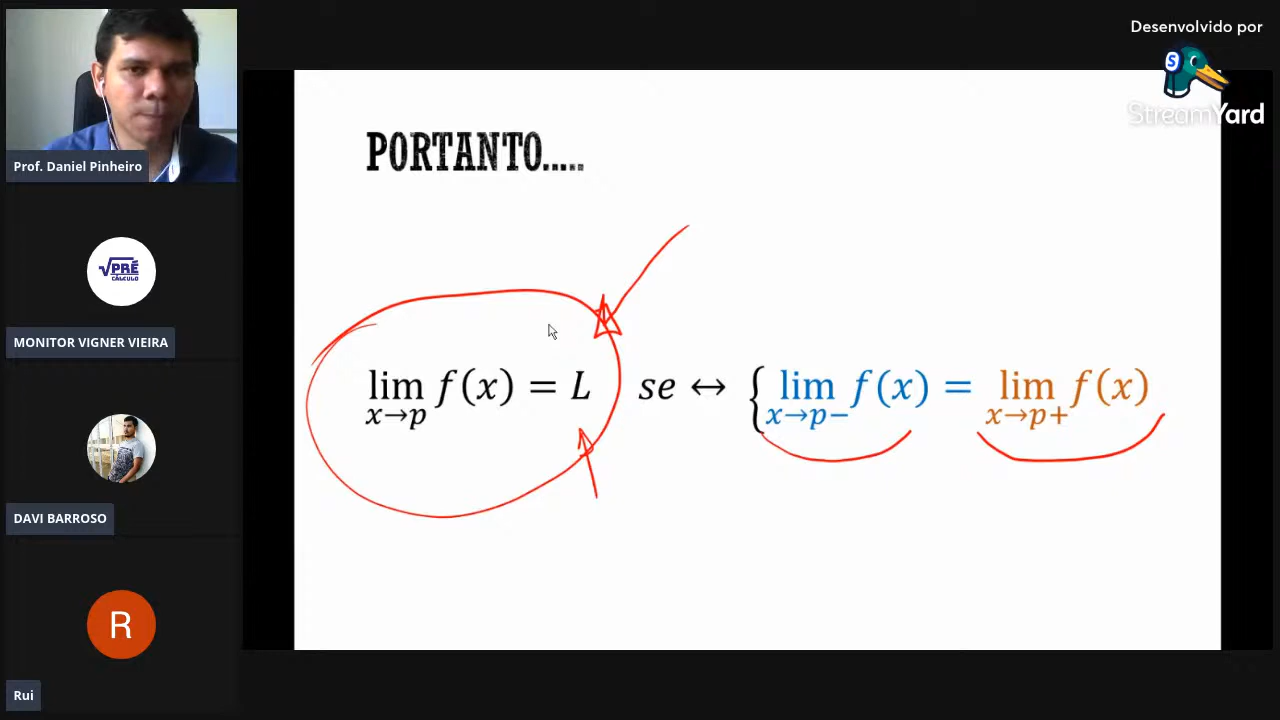 Desenvolvido por
S
StreamYard
Prof. Daniel Pinheiro
√PRÉ
CÁLCULO
MONITOR VIGNER VIEIRA
DAVI BARROSO
R
Rui
PORTANTO.....
lim f(x) = L se ↔ { lim f(x) = lim f(x)
x→p x→p− x→p+